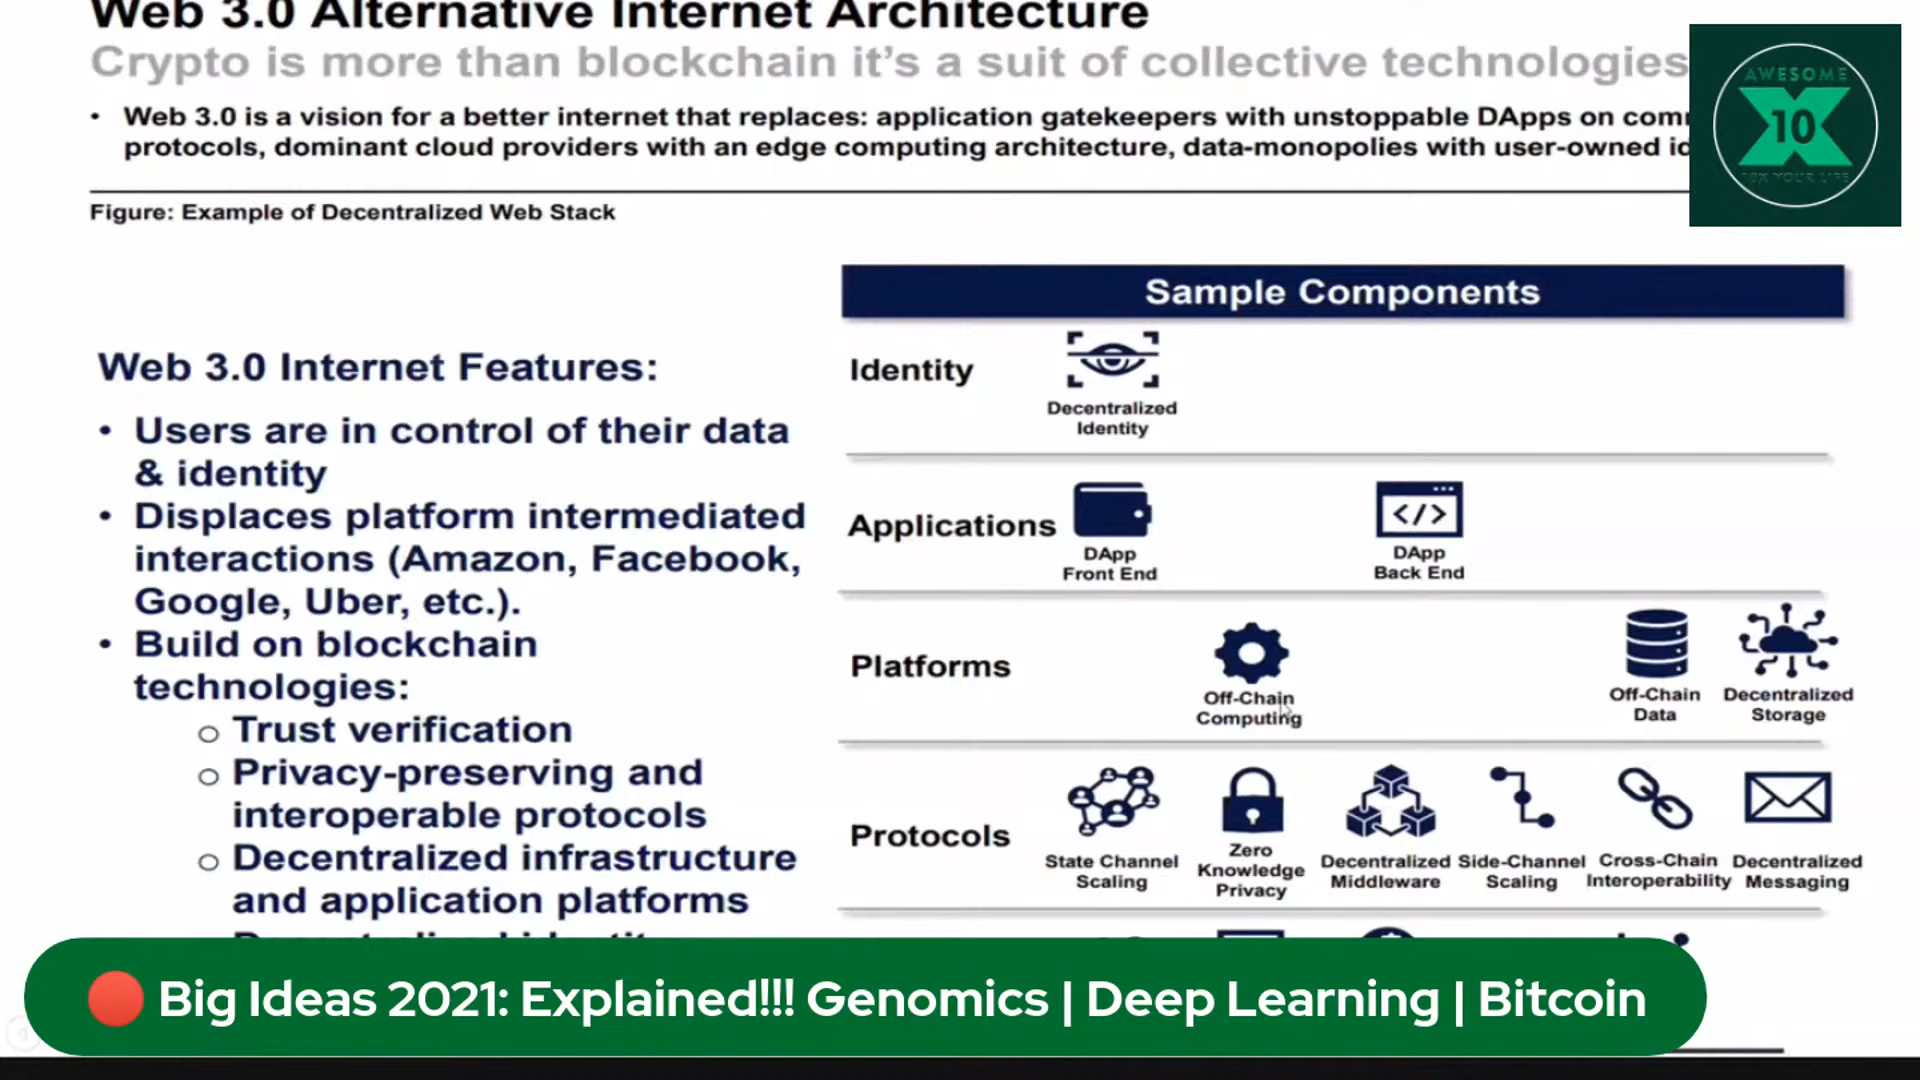 Web 3.0 Alternative Internet Architecture
Crypto is more than blockchain it's a suit of collective technologies
• Web 3.0 is a vision for a better internet that replaces: application gatekeepers with unstoppable DApps on
protocols, dominant cloud providers with an edge computing architecture, data-monopolies with user-owned
AWESOME
X
10
10X YOUR LIFE
Figure: Example of Decentralized Web Stack
Sample Components
Web 3.0 Internet Features:
• Users are in control of their data
& identity
• Displaces platform intermediated
interactions (Amazon, Facebook,
Google, Uber, etc.).
• Build on blockchain
technologies:
○ Trust verification
○ Privacy-preserving and
interoperable protocols
○ Decentralized infrastructure
and application platforms
Identity
Decentralized
Identity
Applications
DApp
Front End
</>
DApp
Back End
Platforms
Off-Chain
Computing
Off-Chain
Data
Decentralized
Storage
Protocols
State Channel
Scaling
Zero
Knowledge
Privacy
Decentralized
Middleware
Side-Channel
Scaling
Cross-Chain
Interoperability
Decentralized
Messaging
Big Ideas 2021: Explained!!! Genomics | Deep Learning | Bitcoin